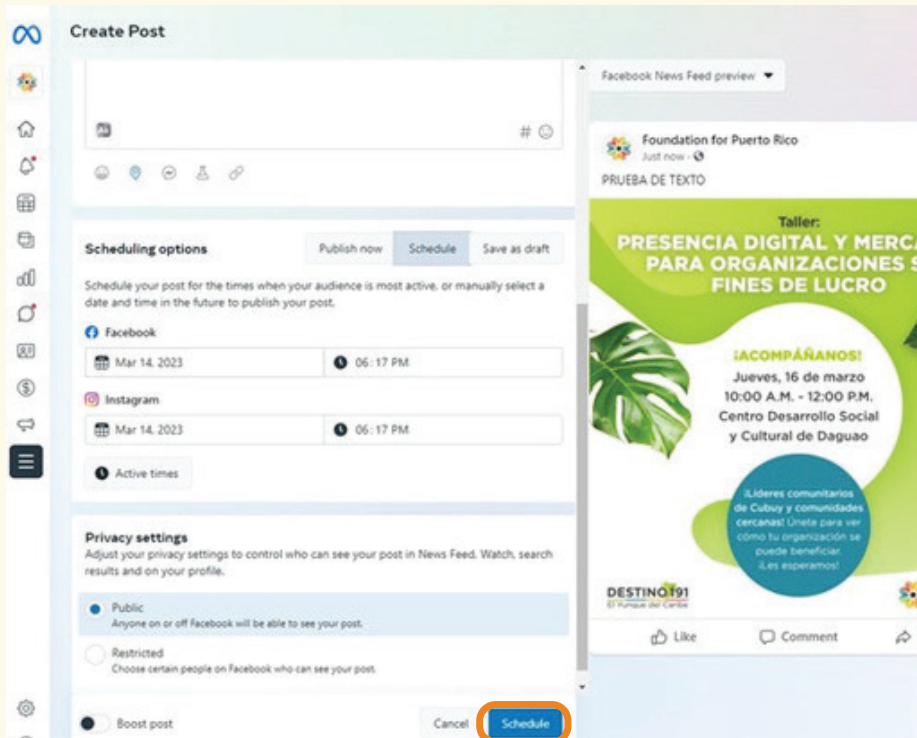 Create Post
#
Scheduling options
Publish now
Schedule
Save as draft
Schedule your post for the times when your audience is most active, or manually select a
date and time in the future to publish your post.
Facebook
Mar 14, 2023
06:17 PM
Instagram
Mar 14, 2023
06:17 PM
Active times
Privacy settings
Adjust your privacy settings to control who can see your post in News Feed, Watch, search
results and on your profile.
Public
Anyone on or off Facebook will be able to see your post.
Restricted
Choose certain people on Facebook who can see your post.
Boost post
Cancel
Schedule
Facebook News Feed preview
Foundation for Puerto Rico
Just now ·
PRUEBA DE TEXTO
Taller:
PRESENCIA DIGITAL Y MERCA
PARA ORGANIZACIONES S
FINES DE LUCRO
¡ACOMPÁÑANOS!
Jueves, 16 de marzo
10:00 A.M. - 12:00 P.M.
Centro Desarrollo Social
y Cultural de Daguao
¡Líderes comunitarios
de Cubuy y comunidades
cercanas! Únete para ver
cómo tu organización se
puede beneficiar.
¡Les esperamos!
DESTINO 191
El Yunque del Caribe
Like
Comment